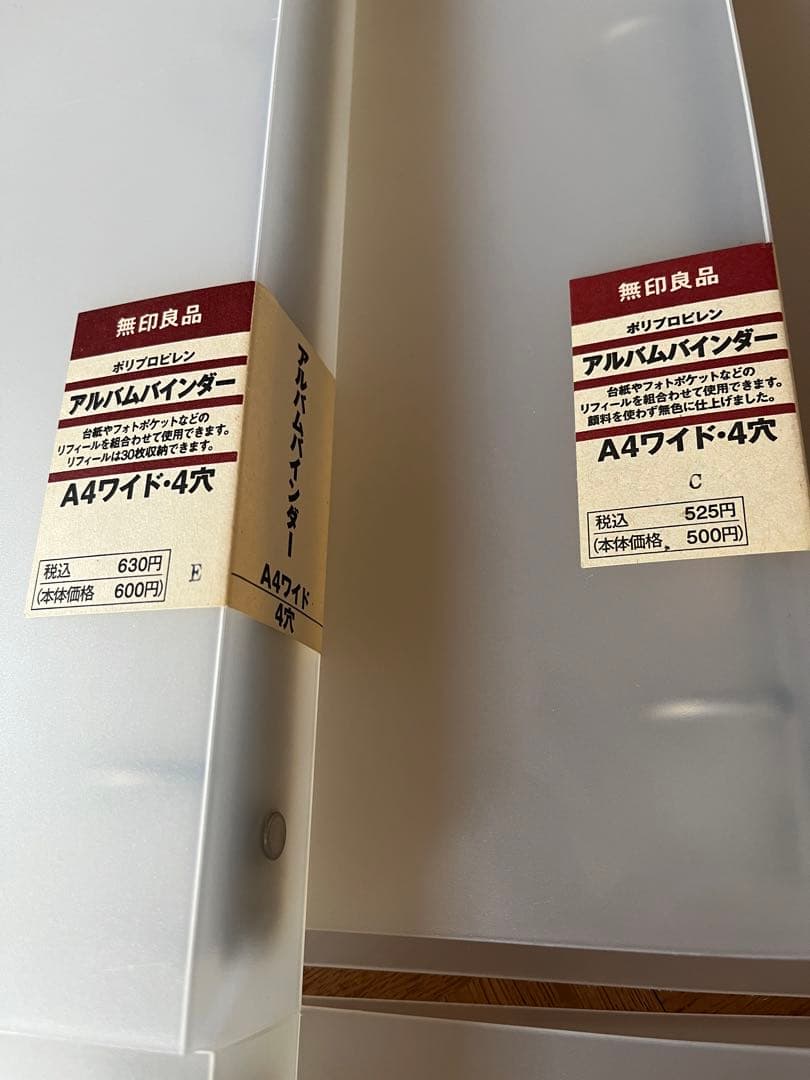 無印良品
ポリプロピレン
アルバムバインダー
台紙やフォトポケットなどの
リフィールを組合わせて使用できます。
リフィールは30枚収納できます。
A4ワイド・4穴
税込 630円
(本体価格 600円)
E
アルバムバインダー
A4ワイド
4穴
無印良品
ポリプロピレン
アルバムバインダー
台紙やフォトポケットなどの
リフィールを組合わせて使用できます。
顔料を使わず無色に仕上げました。
A4ワイド・4穴
C
税込 525円
(本体価格 500円)